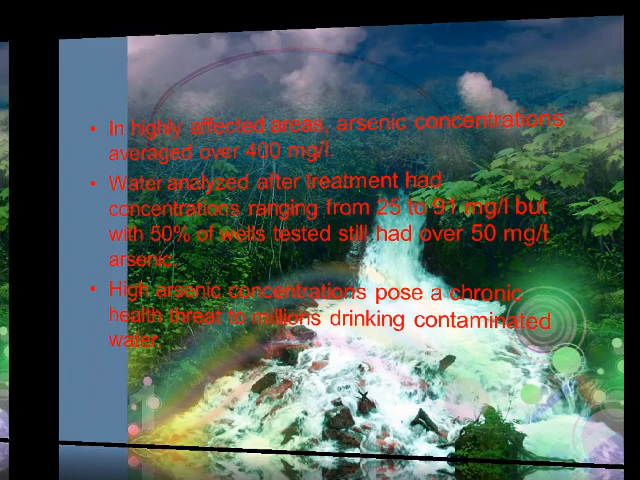 • In highly affected areas, arsenic concentrations
averaged over 400 mg/l.
• Water analyzed after treatment had
concentrations ranging from 25 to 91 mg/l but
with 50% of wells tested still had over 50 mg/l
arsenic.
• High arsenic concentrations pose a chronic
health threat to millions drinking contaminated
water.